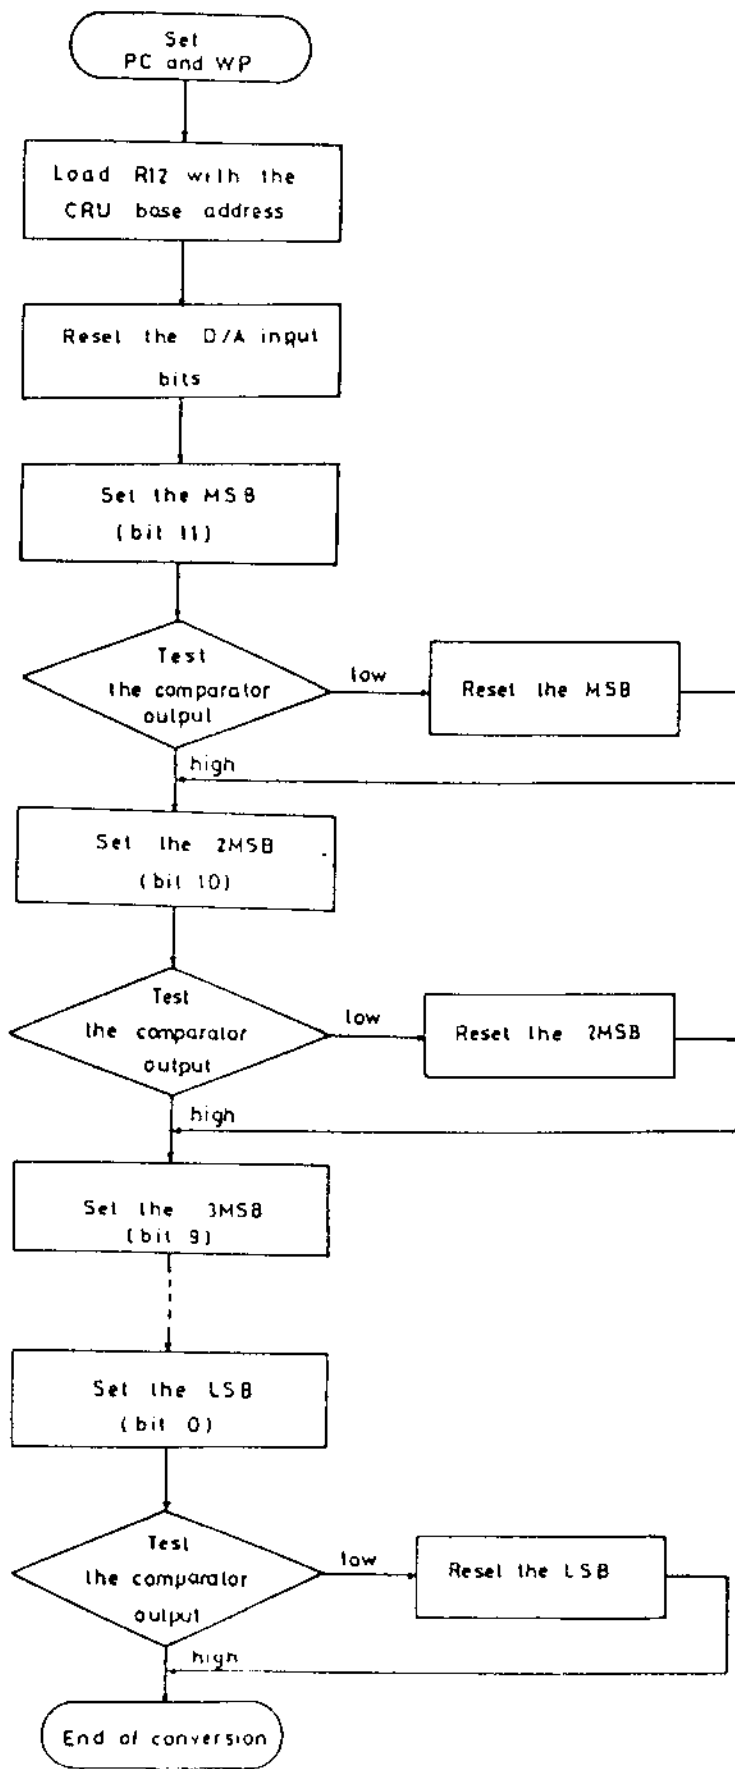 Set
PC and WP
Load R12 with the
CRU base address
Reset the D/A input
bits
Set the MSB
(bit 11)
Test
the comparator
output
low
Reset the MSB
high
Set the 2MSB
(bit 10)
Test
the comparator
output
low
Reset the 2MSB
high
Set the 3MSB
(bit 9)
Set the LSB
(bit 0)
Test
the comparator
output
low
Reset the LSB
high
End of conversion